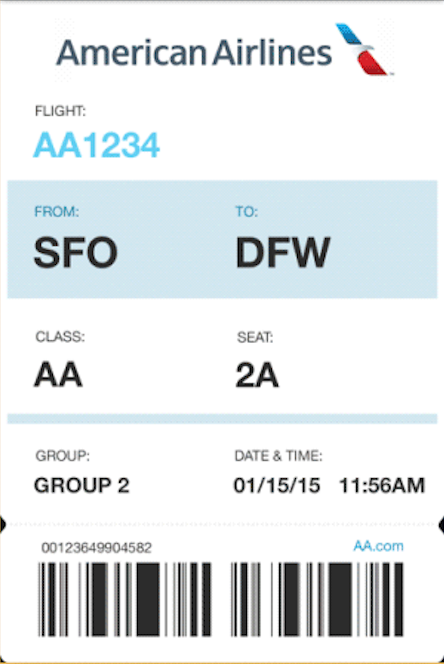 American Airlines
FLIGHT:
AA1234
FROM: TO:
SFO DFW
CLASS: SEAT:
AA 2A
GROUP: DATE & TIME:
GROUP 2 01/15/15 11:56AM
00123649904582 AA.com